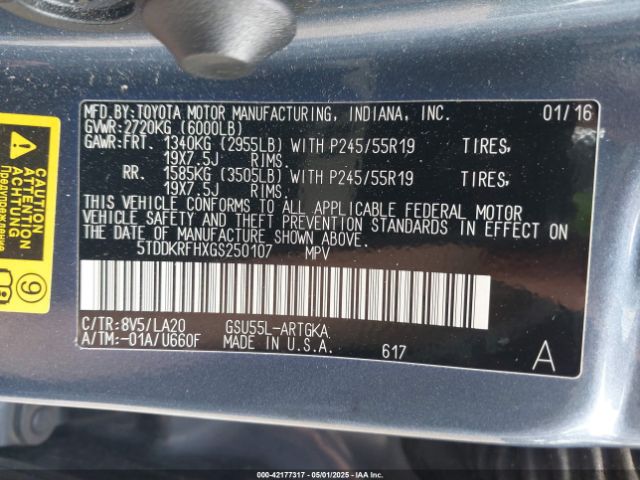 MFD.BY:TOYOTA MOTOR MANUFACTURING, INDIANA, INC. 01/16
GVWR:2720KG (6000LB)
GAWR:FRT. 1340KG (2955LB) WITH P245/55R19 TIRES,
19X7.5J RIMS.
RR. 1585KG (3505LB) WITH P245/55R19 TIRES,
19X7.5J RIMS.
THIS VEHICLE CONFORMS TO ALL APPLICABLE FEDERAL MOTOR
VEHICLE SAFETY AND THEFT PREVENTION STANDARDS IN EFFECT ON
THE DATE OF MANUFACTURE SHOWN ABOVE.
5TDDKRFHXGS250107 MPV
C/TR:8V5/LA20 GSU55L-ARTGKA
A/TM:-01A/U660F MADE IN U.S.A. 617 A
CAUTION
ATTENTION
ACHTUNG
Предупреждение
9
000-42177317 - 05/01/2025 - IAAI